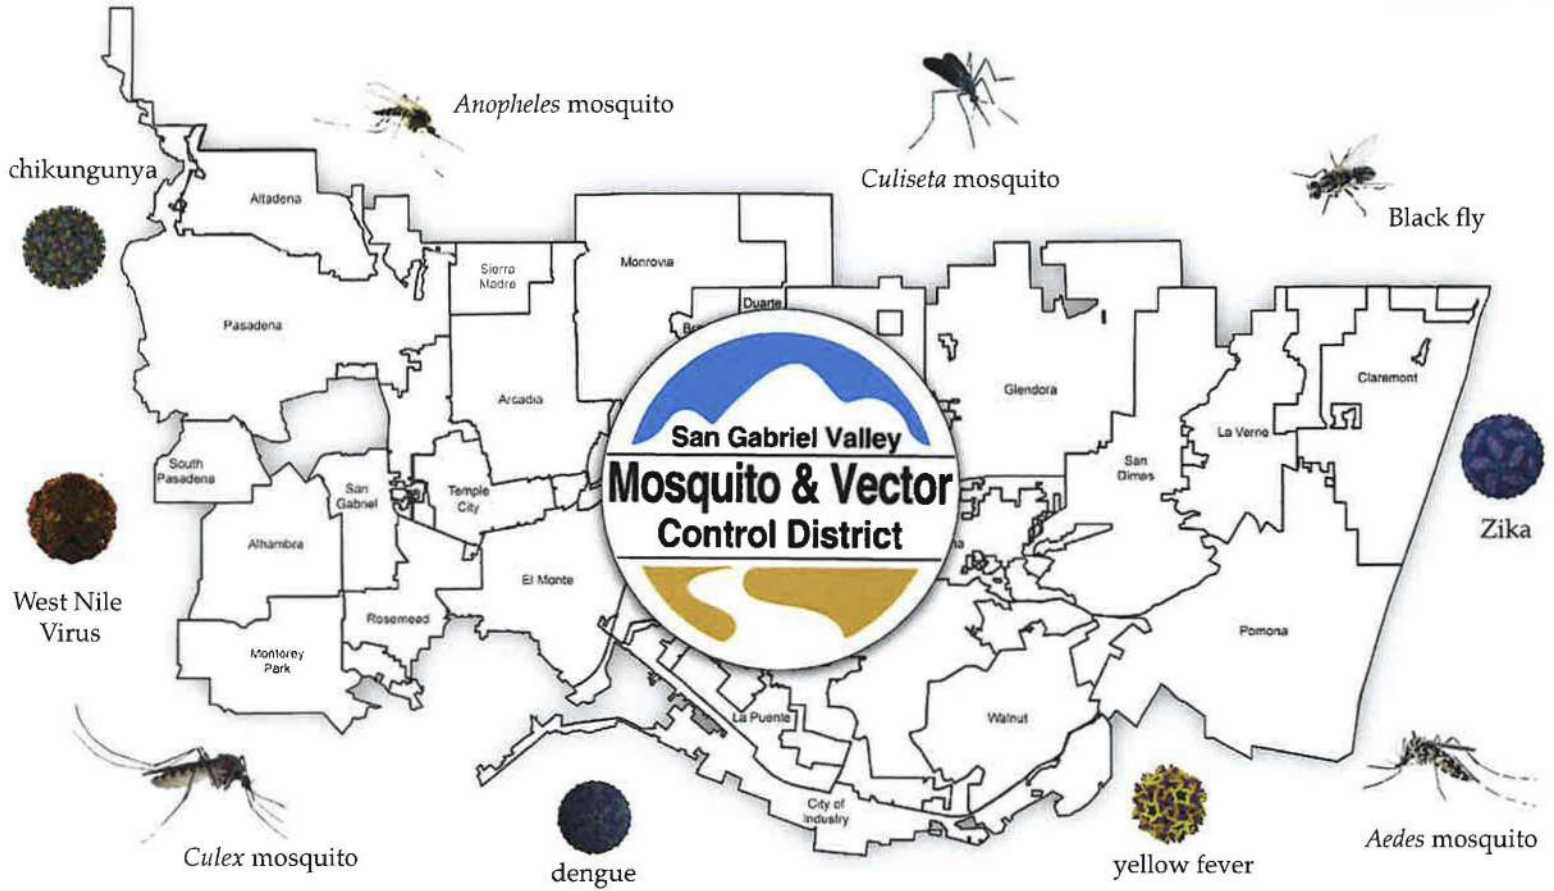 Anopheles mosquito
Culiseta mosquito
Black fly
chikungunya
Altadena
Sierra
Madre
Monrovia
Duarte
Pasadena
Arcadia
Glendora
Claremont
La Verne
San
Dimas
South
Pasadena
San
Gabriel
Temple
City
San Gabriel Valley
Mosquito & Vector
Control District
Zika
Alhambra
El Monte
West Nile
Virus
Rosemead
Monterey
Park
Pomona
La Puente
Walnut
City of
Industry
Culex mosquito
dengue
yellow fever
Aedes mosquito